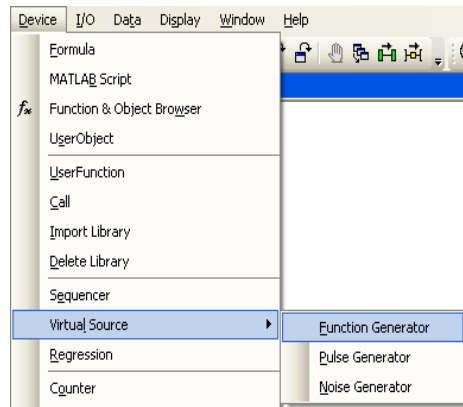 Device I/O Data Display Window Help
Formula
MATLAB Script
fx Function & Object Browser
UserObject
UserFunction
Call
Import Library
Delete Library
Sequencer
Virtual Source
Function Generator
Regression
Pulse Generator
Counter
Noise Generator